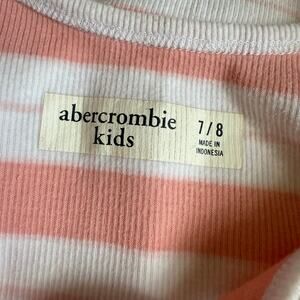 abercrombie
kids
7/8
MADE IN
INDONESIA